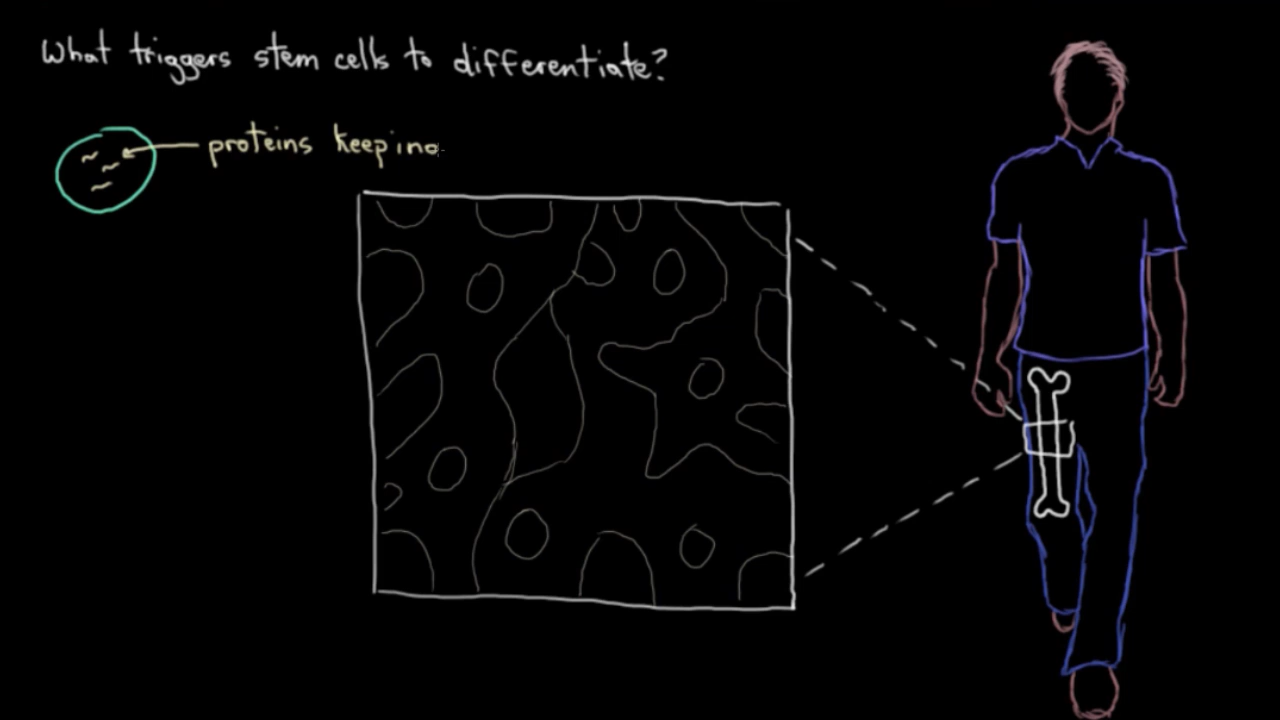 What triggers stem cells to differentiate?
proteins keeping